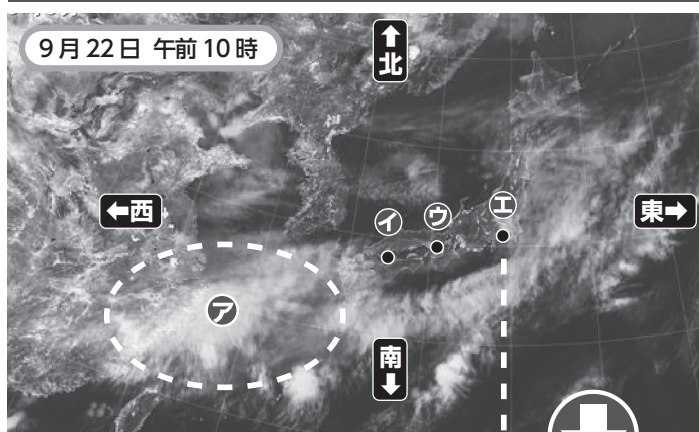 9月22日 午前10時
↑北
←西
東→
イ
ウ
エ
ア
南↓